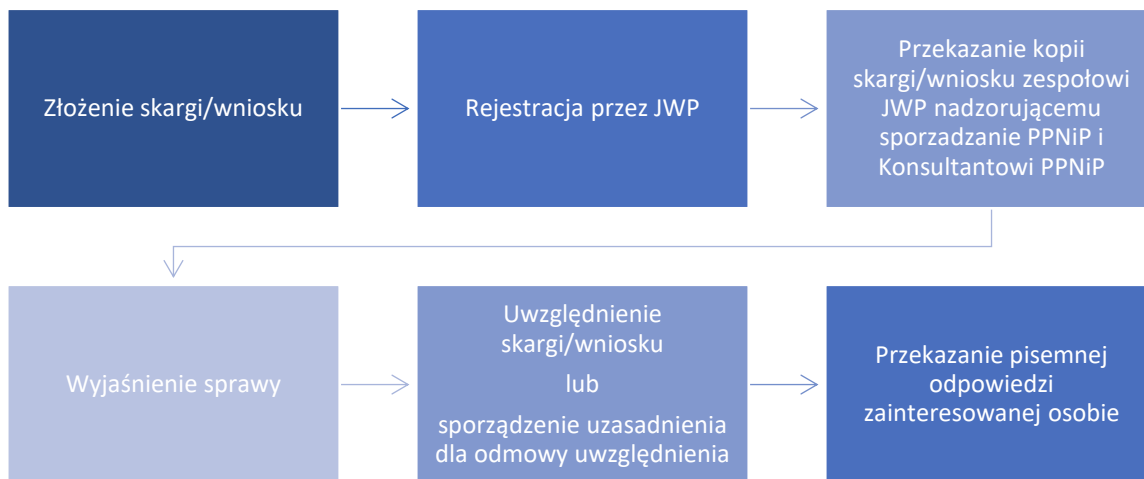 Złożenie skargi/wniosku
Rejestracja przez JWP
Przekazanie kopii
skargi/wniosku zespołowi
JWP nadzorującemu
sporzadzanie PPNiP i
Konsultantowi PPNiP
Wyjaśnienie sprawy
Uwzględnienie
skargi/wniosku
lub
sporządzenie uzasadnienia
dla odmowy uwzględnienia
Przekazanie pisemnej
odpowiedzi
zainteresowanej osobie